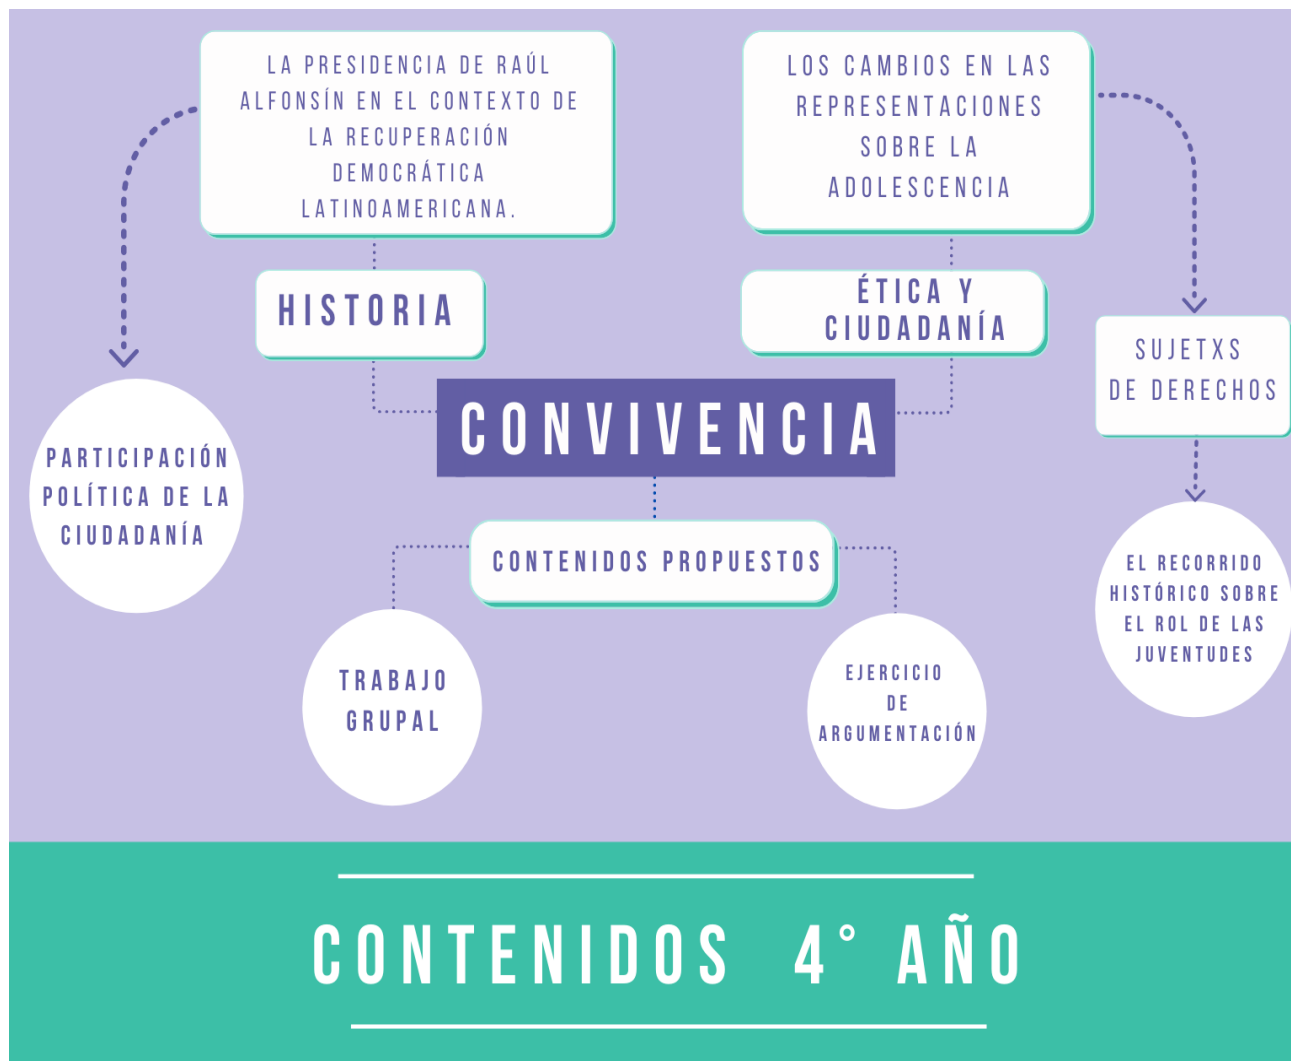 LA PRESIDENCIA DE RAÚL
ALFONSÍN EN EL CONTEXTO DE
LA RECUPERACIÓN
DEMOCRÁTICA
LATINOAMERICANA.
LOS CAMBIOS EN LAS
REPRESENTACIONES
SOBRE LA
ADOLESCENCIA
HISTORIA
ÉTICA Y
CIUDADANÍA
SUJETXS
DE DERECHOS
CONVIVENCIA
PARTICIPACIÓN
POLÍTICA DE LA
CIUDADANÍA
CONTENIDOS PROPUESTOS
EL RECORRIDO
HISTÓRICO SOBRE
EL ROL DE LAS
JUVENTUDES
TRABAJO
GRUPAL
EJERCICIO
DE
ARGUMENTACIÓN
CONTENIDOS 4° AÑO